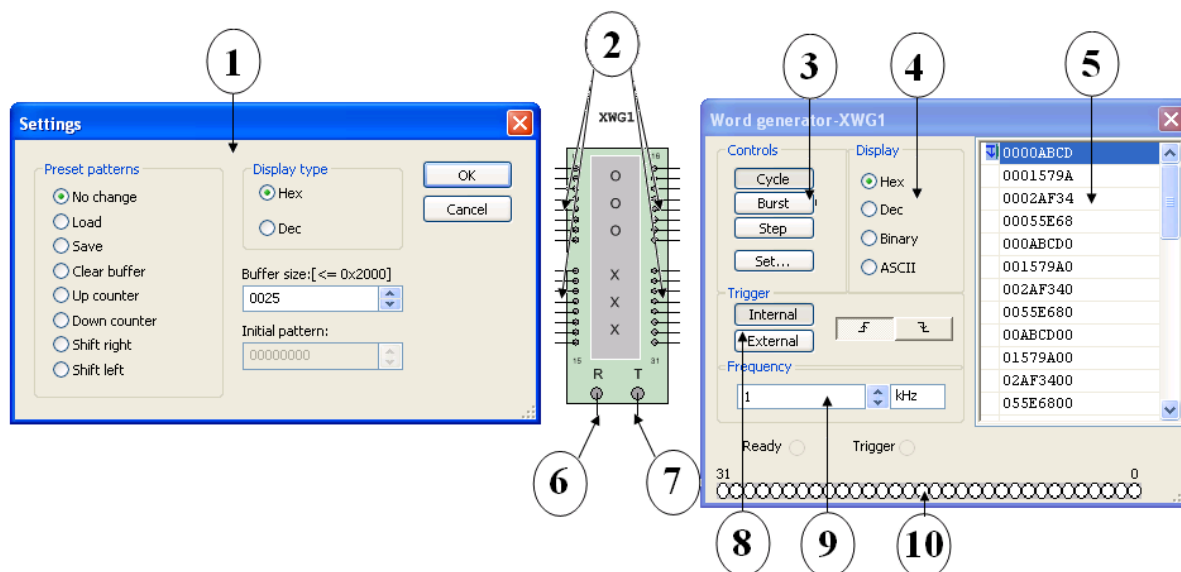 1
2
3
4
5
Settings
Preset patterns
No change
Load
Save
Clear buffer
Up counter
Down counter
Shift right
Shift left
Display type
Hex
Dec
Buffer size:[<= 0x2000]
0025
Initial pattern:
00000000
OK
Cancel
XWG1
16
O
O
O
X
X
X
15
31
R
T
6
7
Word generator-XWG1
Controls
Cycle
Burst
Step
Set...
Display
Hex
Dec
Binary
ASCII
Trigger
Internal
External
Frequency
1
kHz
Ready
Trigger
31
0
0000ABCD
0001579A
0002AF34
00055E68
000ABCD0
001579A0
002AF340
0055E680
00ABCD00
01579A00
02AF3400
055E6800
8
9
10